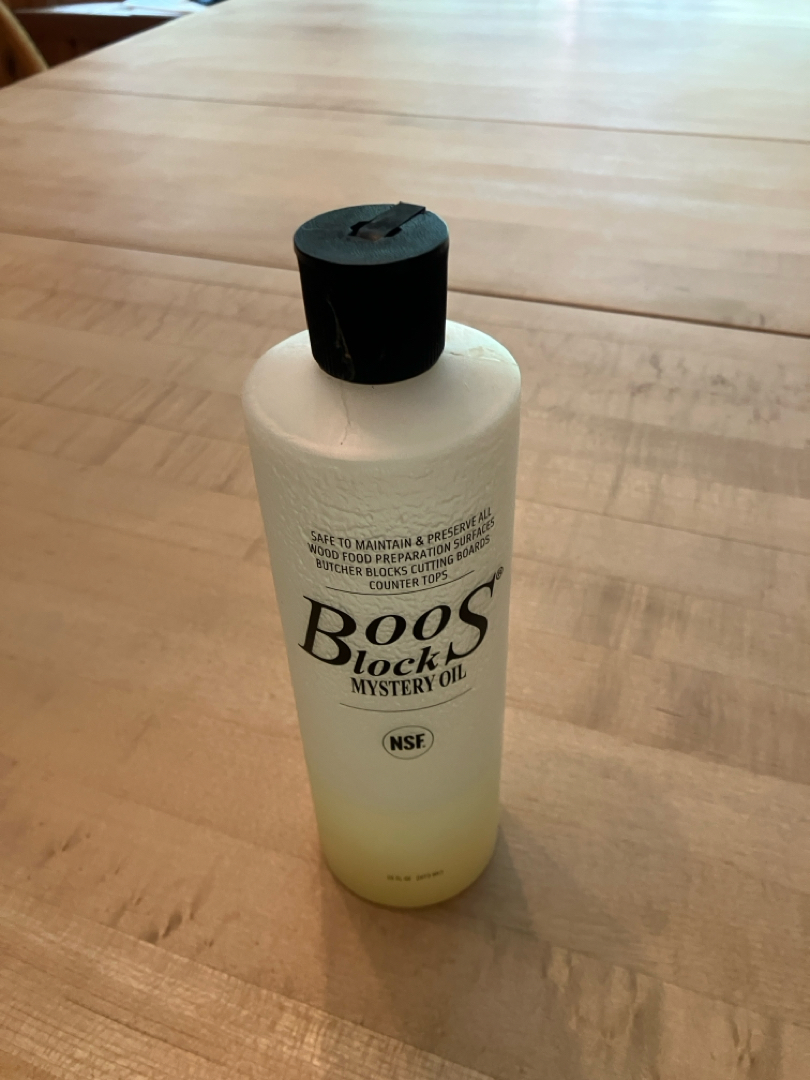 SAFE TO MAINTAIN & PRESERVE ALL
WOOD FOOD PREPARATION SURFACES
BUTCHER BLOCKS CUTTING BOARDS
COUNTER TOPS
BOOS®
BlockS
MYSTERY OIL
NSF.